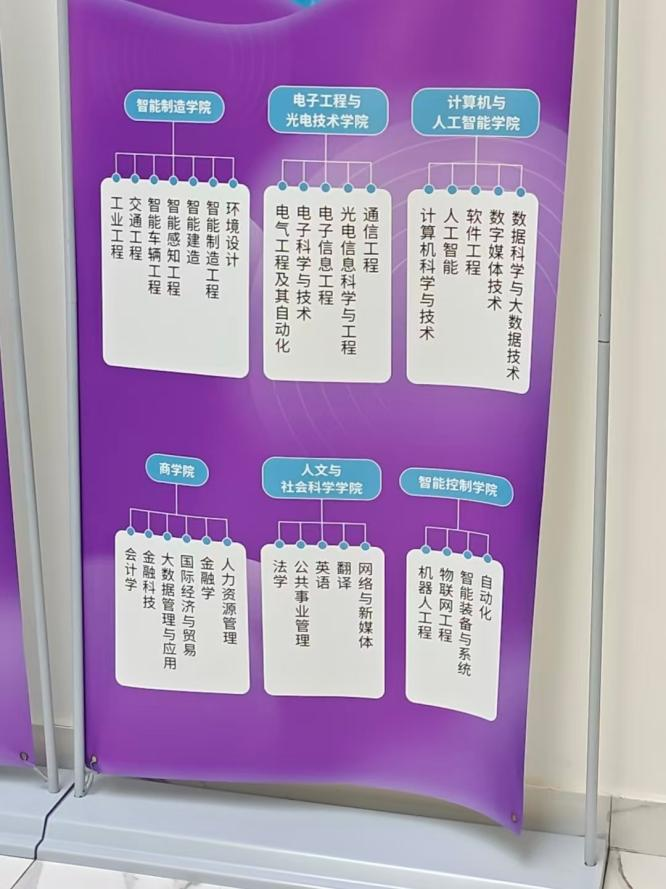 智能制造学院
工业工程
交通工程
智能车辆工程
智能感知工程
智能建造
智能制造工程
环境设计
电子工程与
光电技术学院
电气工程及其自动化
电子科学与技术
电子信息工程
光电信息科学与工程
通信工程
计算机与
人工智能学院
计算机科学与技术
人工智能
软件工程
数字媒体技术
数据科学与大数据技术
商学院
会计学
金融科技
大数据管理与应用
国际经济与贸易
金融学
人力资源管理
人文与
社会科学学院
法学
公共事业管理
英语
翻译
网络与新媒体
智能控制学院
机器人工程
物联网工程
智能装备与系统
自动化